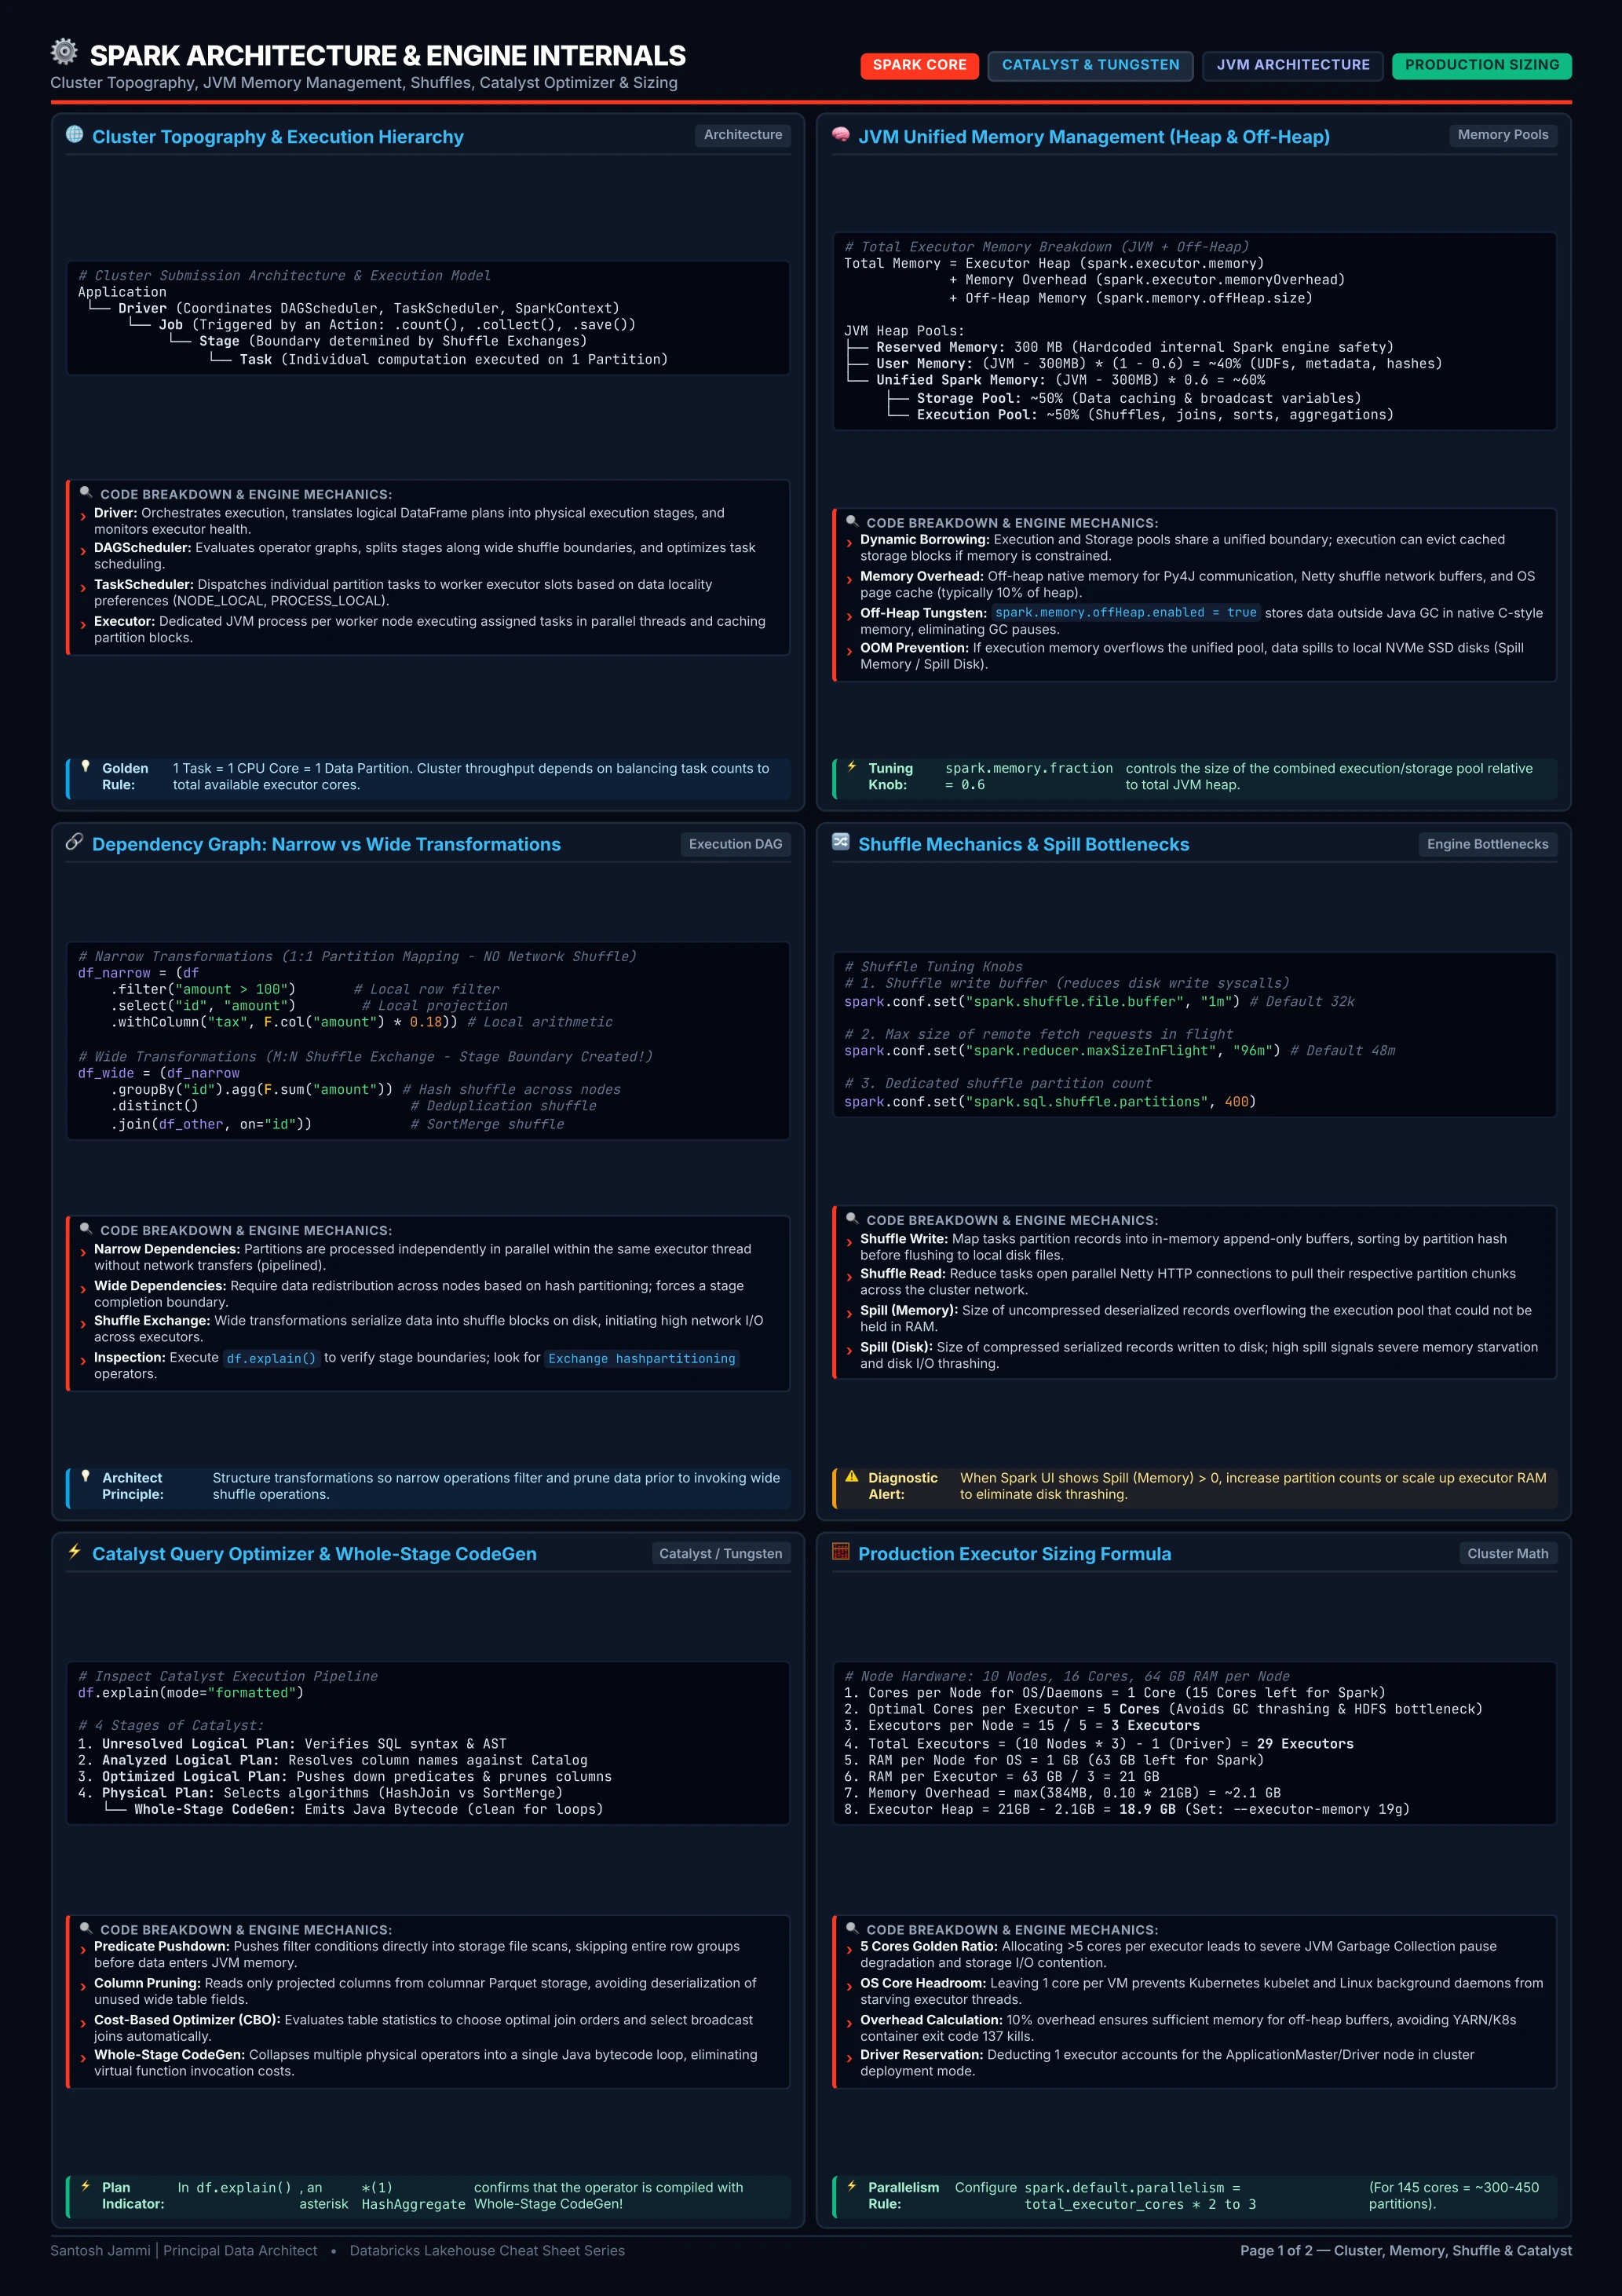 SPARK ARCHITECTURE & ENGINE INTERNALS
Cluster Topography, JVM Memory Management, Shuffles, Catalyst Optimizer & Sizing
SPARK CORE
CATALYST & TUNGSTEN
JVM ARCHITECTURE
PRODUCTION SIZING
Cluster Topography & Execution Hierarchy
Architecture
# Cluster Submission Architecture & Execution Model
Application
└── Driver (Coordinates DAGScheduler, TaskScheduler, SparkContext)
└── Job (Triggered by an Action: .count(), .collect(), .save())
└── Stage (Boundary determined by Shuffle Exchanges)
└── Task (Individual computation executed on 1 Partition)
CODE BREAKDOWN & ENGINE MECHANICS:
› Driver: Orchestrates execution, translates logical DataFrame plans into physical execution stages, and
monitors executor health.
› DAGScheduler: Evaluates operator graphs, splits stages along wide shuffle boundaries, and optimizes task
scheduling.
› TaskScheduler: Dispatches individual partition tasks to worker executor slots based on data locality
preferences (NODE_LOCAL, PROCESS_LOCAL).
› Executor: Dedicated JVM process per worker node executing assigned tasks in parallel threads and caching
partition blocks.
Golden Rule:
1 Task = 1 CPU Core = 1 Data Partition. Cluster throughput depends on balancing task counts to
total available executor cores.
JVM Unified Memory Management (Heap & Off-Heap)
Memory Pools
# Total Executor Memory Breakdown (JVM + Off-Heap)
Total Memory = Executor Heap (spark.executor.memory)
+ Memory Overhead (spark.executor.memoryOverhead)
+ Off-Heap Memory (spark.memory.offHeap.size)
JVM Heap Pools:
├── Reserved Memory: 300 MB (Hardcoded internal Spark engine safety)
├── User Memory: (JVM - 300MB) * (1 - 0.6) = ~40% (UDFs, metadata, hashes)
└── Unified Spark Memory: (JVM - 300MB) * 0.6 = ~60%
├── Storage Pool: ~50% (Data caching & broadcast variables)
└── Execution Pool: ~50% (Shuffles, joins, sorts, aggregations)
CODE BREAKDOWN & ENGINE MECHANICS:
› Dynamic Borrowing: Execution and Storage pools share a unified boundary; execution can evict cached
storage blocks if memory is constrained.
› Memory Overhead: Off-heap native memory for Py4J communication, Netty shuffle network buffers, and OS
page cache (typically 10% of heap).
› Off-Heap Tungsten: spark.memory.offHeap.enabled = true stores data outside Java GC in native C-style
memory, eliminating GC pauses.
› OOM Prevention: If execution memory overflows the unified pool, data spills to local NVMe SSD disks (Spill
Memory / Spill Disk).
Tuning Knob:
spark.memory.fraction = 0.6
controls the size of the combined execution/storage pool relative
to total JVM heap.
Dependency Graph: Narrow vs Wide Transformations
Execution DAG
# Narrow Transformations (1:1 Partition Mapping - NO Network Shuffle)
df_narrow = (df
.filter("amount > 100") # Local row filter
.select("id", "amount") # Local projection
.withColumn("tax", F.col("amount") * 0.18)) # Local arithmetic
# Wide Transformations (M:N Shuffle Exchange - Stage Boundary Created!)
df_wide = (df_narrow
.groupBy("id").agg(F.sum("amount")) # Hash shuffle across nodes
.distinct() # Deduplication shuffle
.join(df_other, on="id")) # SortMerge shuffle
CODE BREAKDOWN & ENGINE MECHANICS:
› Narrow Dependencies: Partitions are processed independently in parallel within the same executor thread
without network transfers (pipelined).
› Wide Dependencies: Require data redistribution across nodes based on hash partitioning; forces a stage
completion boundary.
› Shuffle Exchange: Wide transformations serialize data into shuffle blocks on disk, initiating high network I/O
across executors.
› Inspection: Execute df.explain() to verify stage boundaries; look for Exchange hashpartitioning
operators.
Architect Principle:
Structure transformations so narrow operations filter and prune data prior to invoking wide
shuffle operations.
Shuffle Mechanics & Spill Bottlenecks
Engine Bottlenecks
# Shuffle Tuning Knobs
# 1. Shuffle write buffer (reduces disk write syscalls)
spark.conf.set("spark.shuffle.file.buffer", "1m") # Default 32k
# 2. Max size of remote fetch requests in flight
spark.conf.set("spark.reducer.maxSizeInFlight", "96m") # Default 48m
# 3. Dedicated shuffle partition count
spark.conf.set("spark.sql.shuffle.partitions", 400)
CODE BREAKDOWN & ENGINE MECHANICS:
› Shuffle Write: Map tasks partition records into in-memory append-only buffers, sorting by partition hash
before flushing to local disk files.
› Shuffle Read: Reduce tasks open parallel Netty HTTP connections to pull their respective partition chunks
across the cluster network.
› Spill (Memory): Size of uncompressed deserialized records overflowing the execution pool that could not be
held in RAM.
› Spill (Disk): Size of compressed serialized records written to disk; high spill signals severe memory starvation
and disk I/O thrashing.
Diagnostic Alert:
When Spark UI shows Spill (Memory) > 0, increase partition counts or scale up executor RAM
to eliminate disk thrashing.
Catalyst Query Optimizer & Whole-Stage CodeGen
Catalyst / Tungsten
# Inspect Catalyst Execution Pipeline
df.explain(mode="formatted")
# 4 Stages of Catalyst:
1. Unresolved Logical Plan: Verifies SQL syntax & AST
2. Analyzed Logical Plan: Resolves column names against Catalog
3. Optimized Logical Plan: Pushes down predicates & prunes columns
4. Physical Plan: Selects algorithms (HashJoin vs SortMerge)
└── Whole-Stage CodeGen: Emits Java Bytecode (clean for loops)
CODE BREAKDOWN & ENGINE MECHANICS:
› Predicate Pushdown: Pushes filter conditions directly into storage file scans, skipping entire row groups
before data enters JVM memory.
› Column Pruning: Reads only projected columns from columnar Parquet storage, avoiding deserialization of
unused wide table fields.
› Cost-Based Optimizer (CBO): Evaluates table statistics to choose optimal join orders and select broadcast
joins automatically.
› Whole-Stage CodeGen: Collapses multiple physical operators into a single Java bytecode loop, eliminating
virtual function invocation costs.
Plan Indicator:
In df.explain() , an asterisk *(1) HashAggregate confirms that the operator is compiled with
Whole-Stage CodeGen!
Production Executor Sizing Formula
Cluster Math
# Node Hardware: 10 Nodes, 16 Cores, 64 GB RAM per Node
1. Cores per Node for OS/Daemons = 1 Core (15 Cores left for Spark)
2. Optimal Cores per Executor = 5 Cores (Avoids GC thrashing & HDFS bottleneck)
3. Executors per Node = 15 / 5 = 3 Executors
4. Total Executors = (10 Nodes * 3) - 1 (Driver) = 29 Executors
5. RAM per Node for OS = 1 GB (63 GB left for Spark)
6. RAM per Executor = 63 GB / 3 = 21 GB
7. Memory Overhead = max(384MB, 0.10 * 21GB) = ~2.1 GB
8. Executor Heap = 21GB - 2.1GB = 18.9 GB (Set: --executor-memory 19g)
CODE BREAKDOWN & ENGINE MECHANICS:
› 5 Cores Golden Ratio: Allocating >5 cores per executor leads to severe JVM Garbage Collection pause
degradation and storage I/O contention.
› OS Core Headroom: Leaving 1 core per VM prevents Kubernetes kubelet and Linux background daemons from
starving executor threads.
› Overhead Calculation: 10% overhead ensures sufficient memory for off-heap buffers, avoiding YARN/K8s
container exit code 137 kills.
› Driver Reservation: Deducting 1 executor accounts for the ApplicationMaster/Driver node in cluster
deployment mode.
Parallelism Rule:
Configure spark.default.parallelism = total_executor_cores * 2 to 3
(For 145 cores = ~300-450 partitions).
Santosh Jammi | Principal Data Architect • Databricks Lakehouse Cheat Sheet Series
Page 1 of 2 — Cluster, Memory, Shuffle & Catalyst